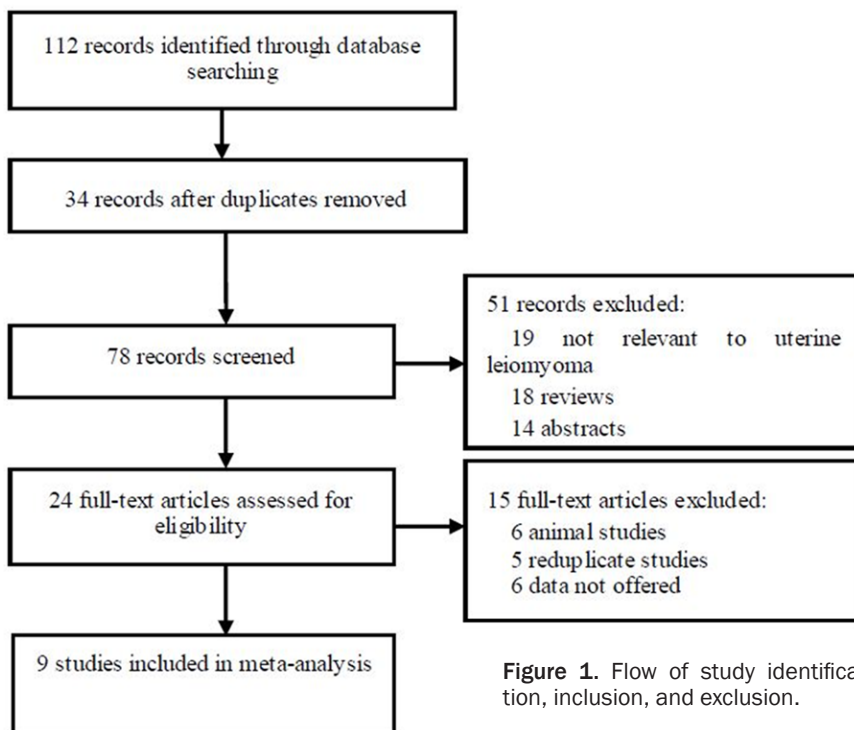 112 records identified through database
searching
34 records after duplicates removed
78 records screened
51 records excluded:
19 not relevant to uterine
leiomyoma
18 reviews
14 abstracts
24 full-text articles assessed for
eligibility
15 full-text articles excluded:
6 animal studies
5 reduplicate studies
6 data not offered
9 studies included in meta-analysis
Figure 1. Flow of study identifica-
tion, inclusion, and exclusion.